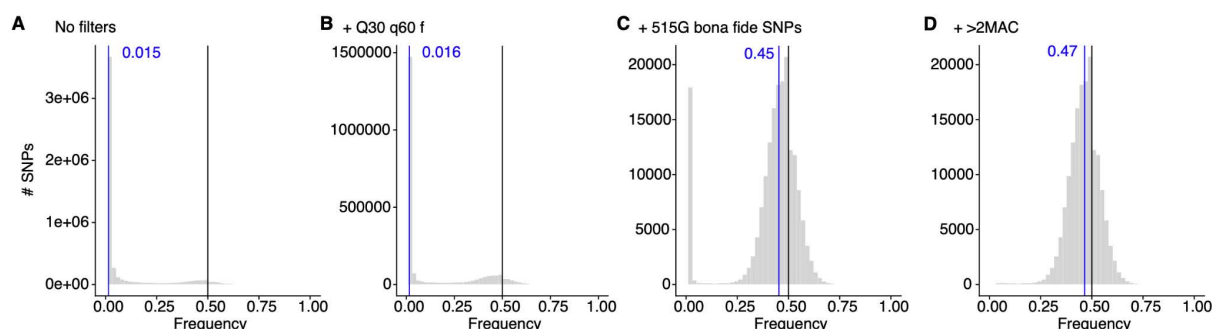 A No filters
0.015
3e+06
2e+06
1e+06
0e+00
# SNPs
0.00 0.25 0.50 0.75 1.00
Frequency
B + Q30 q60 f
0.016
1500000
1000000
500000
0
0.00 0.25 0.50 0.75 1.00
Frequency
C + 515G bona fide SNPs
0.45
20000
15000
10000
5000
0
0.00 0.25 0.50 0.75 1.00
Frequency
D + >2MAC
0.47
20000
15000
10000
5000
0
0.00 0.25 0.50 0.75 1.00
Frequency